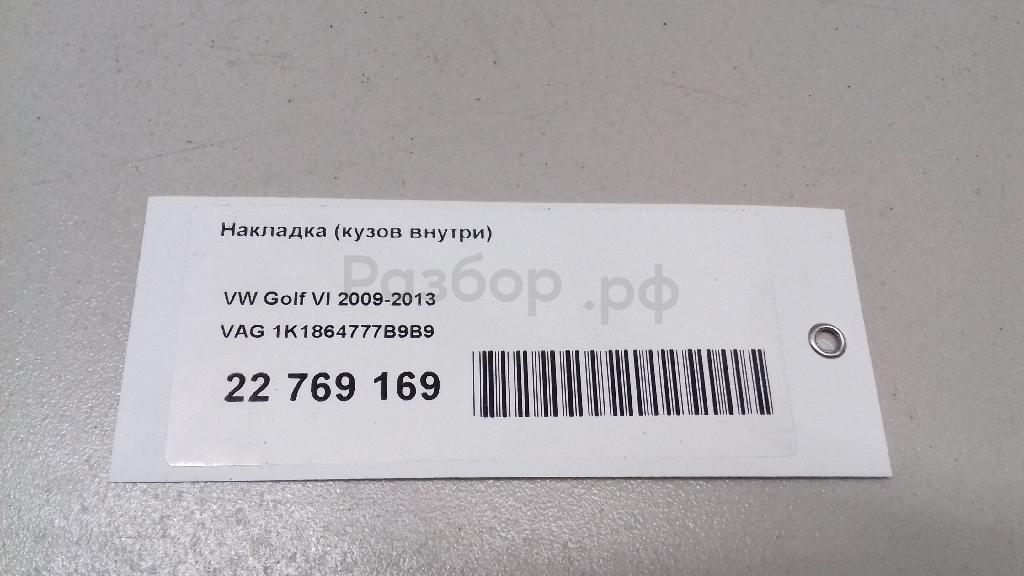 Накладка (кузов внутри)
Разбор.рф
VW Golf VI 2009-2013
VAG 1K1864777B9B9
22 769 169